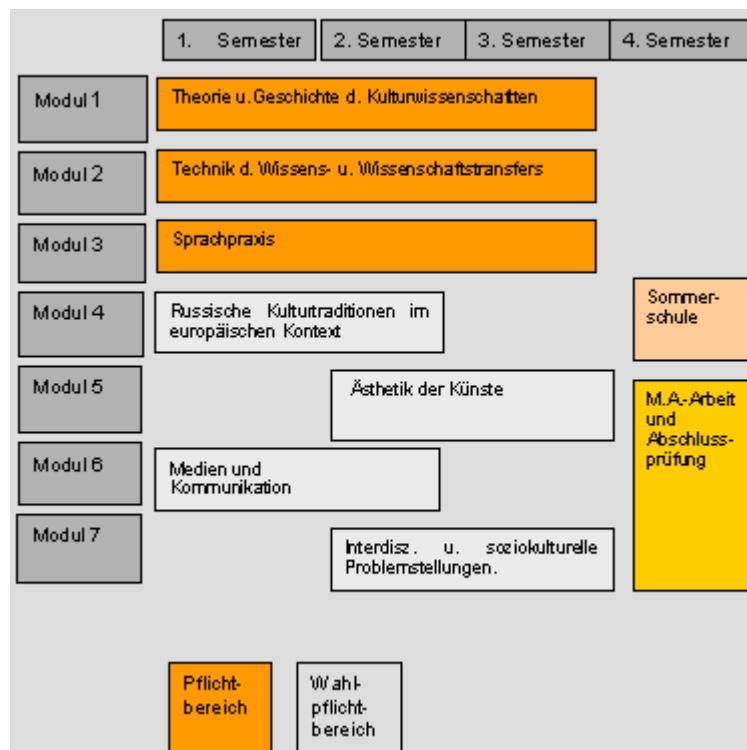 1. Semester
2. Semester
3. Semester
4. Semester
Modul 1
Theorie u. Geschichte d. Kulturwissenschaftten
Modul 2
Technik d. Wissens- u. Wissenschaftstransfers
Modul 3
Sprachpraxis
Modul 4
Russische Kulturtraditionen im
europäischen Kontext
Sommer-
schule
Modul 5
Ästhetik der Künste
M.A.-Arbeit
und
Abschluss-
prüfung
Modul 6
Medien und
Kommunikation
Modul 7
Interdisz. u. soziokulturelle
Problemstellungen.
Pflicht-
bereich
Wahl-
pflicht-
bereich